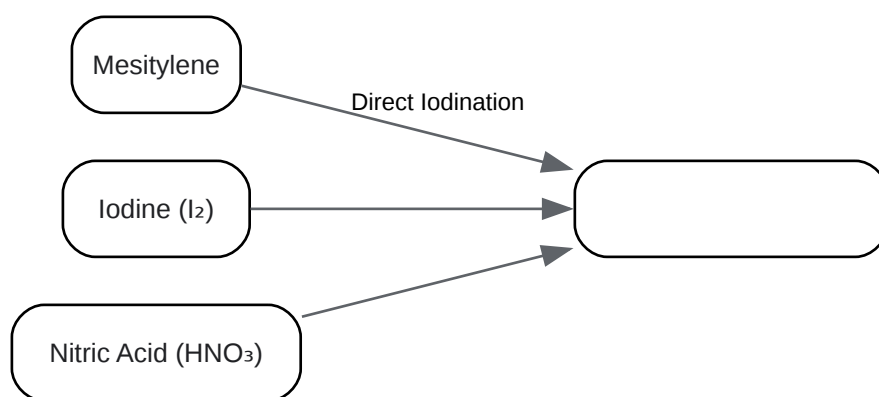 Mesitylene
Direct Iodination
Iodine (I₂)
Nitric Acid (HNO₃)